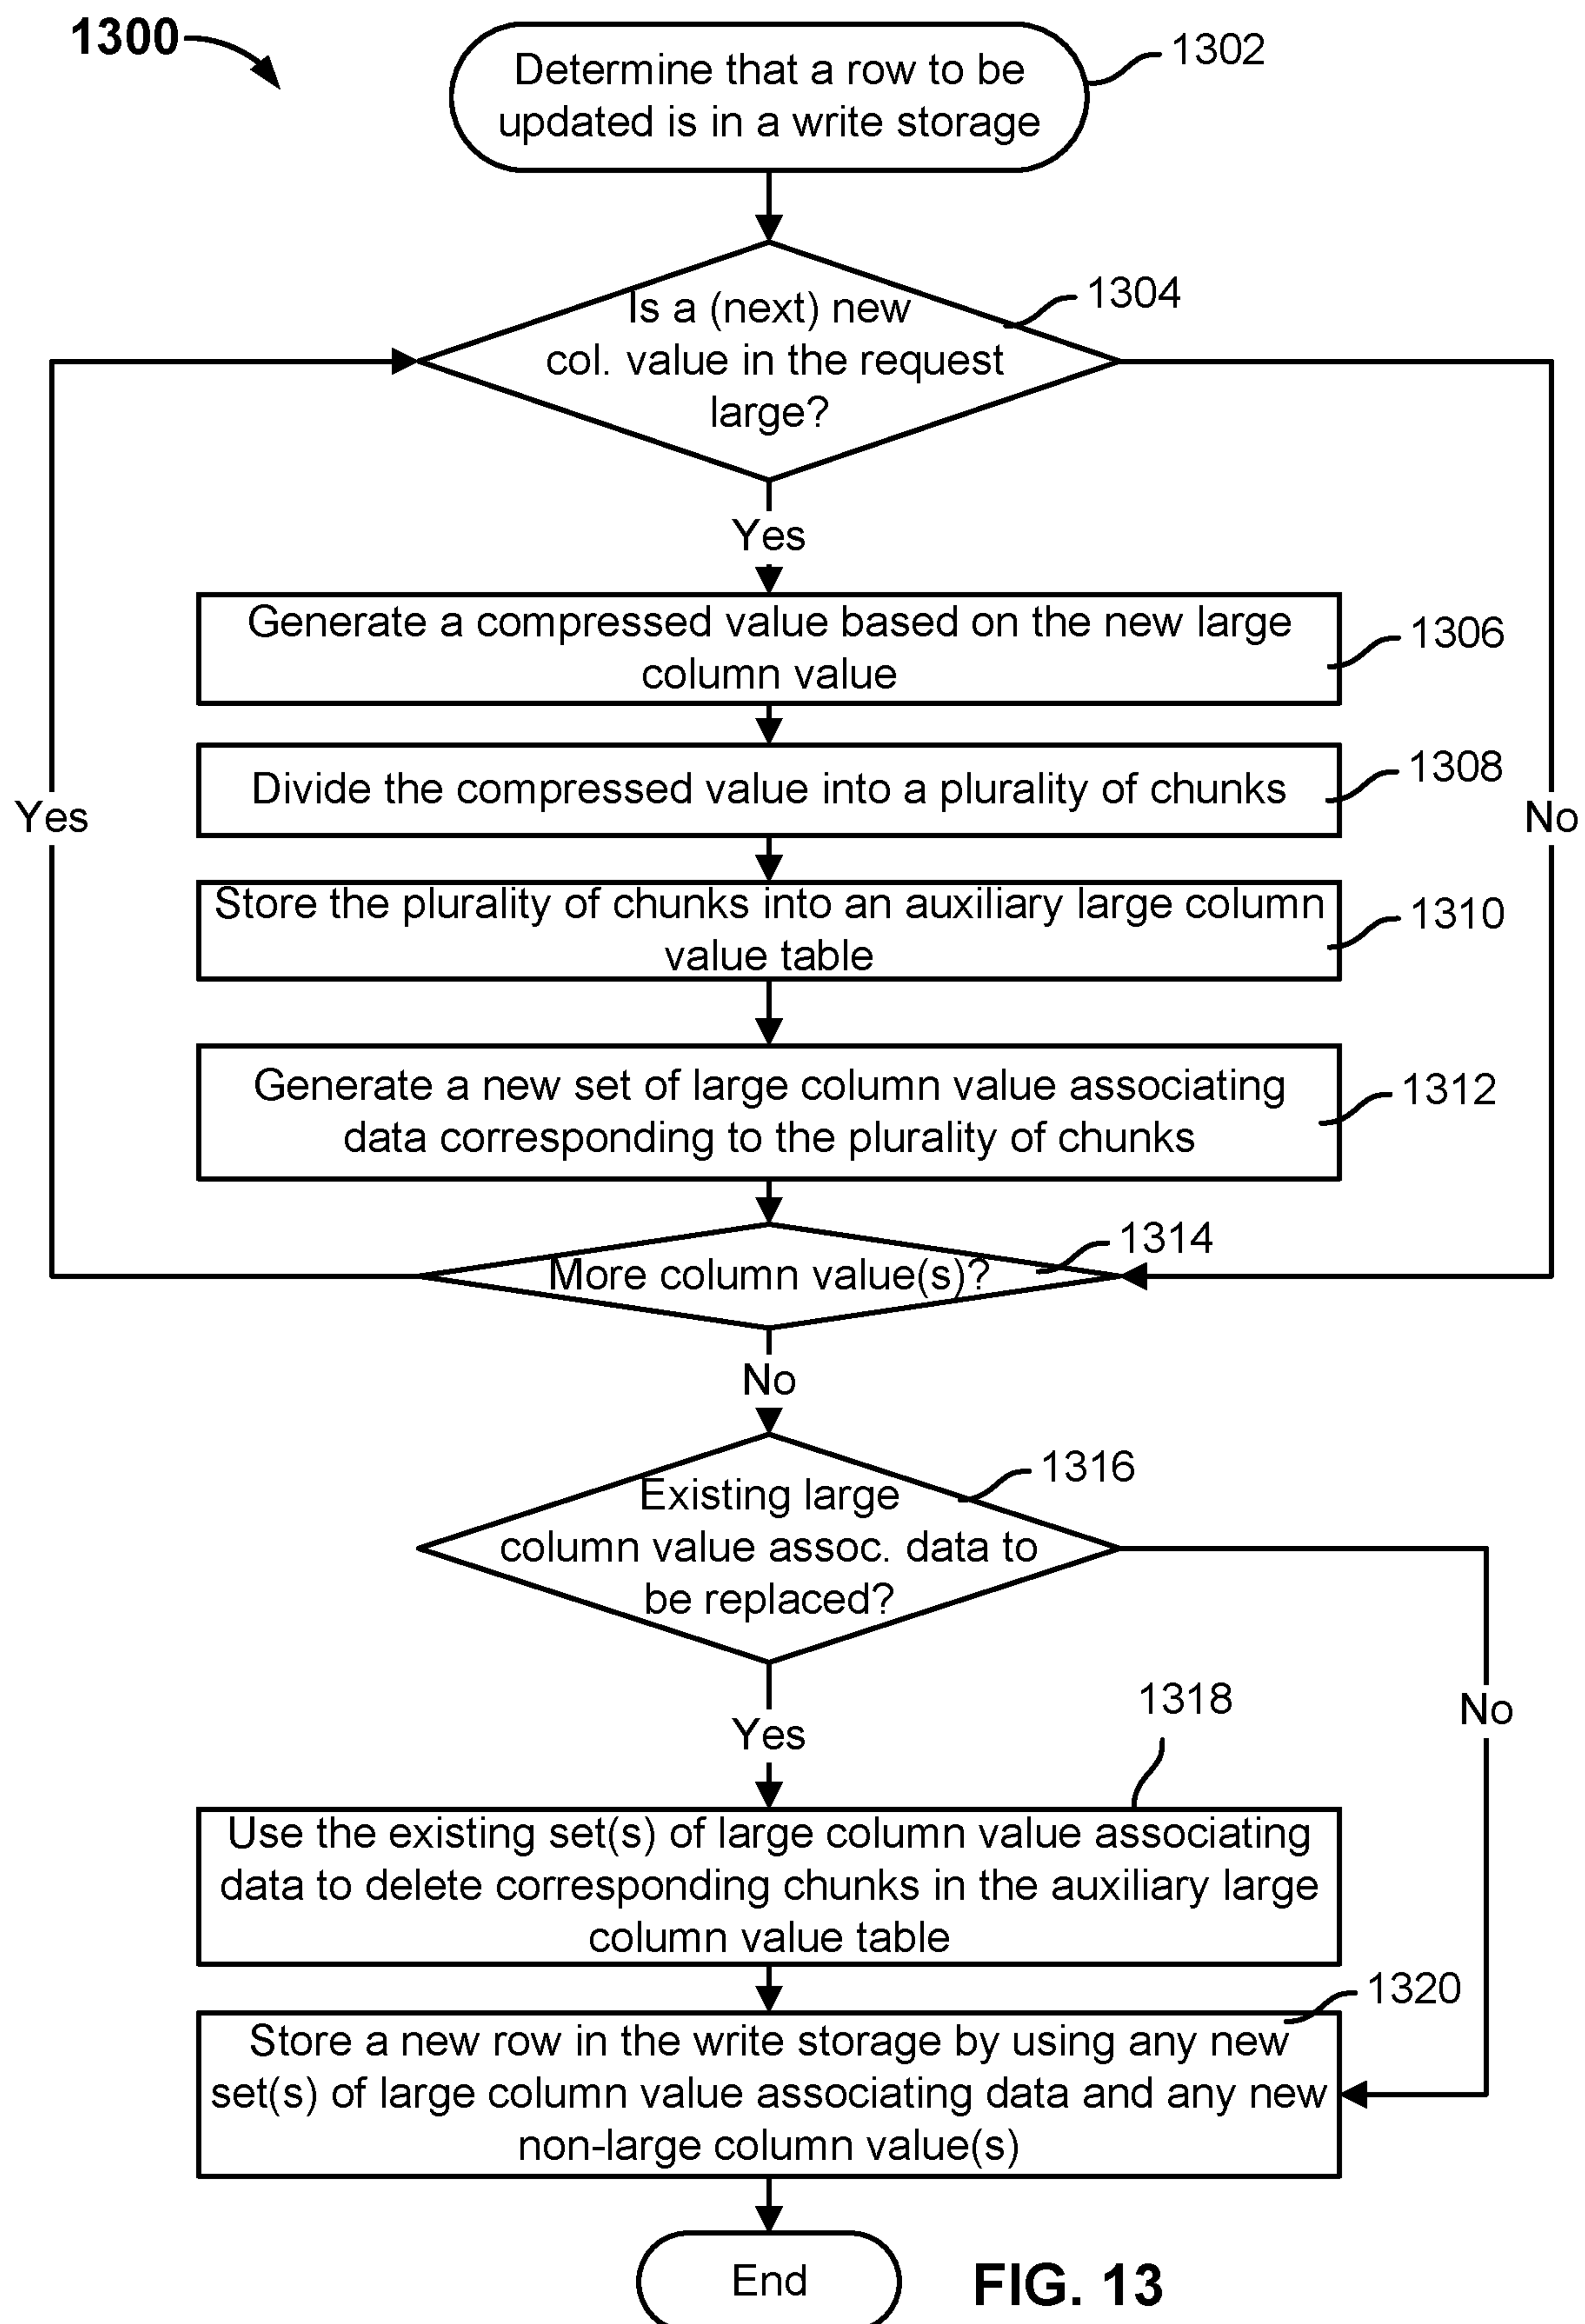 1300
Determine that a row to be
updated is in a write storage
1302
Is a (next) new
col. value in the request
large?
1304
Yes
Generate a compressed value based on the new large
column value
1306
Divide the compressed value into a plurality of chunks
1308
Yes
No
Store the plurality of chunks into an auxiliary large column
value table
1310
Generate a new set of large column value associating
data corresponding to the plurality of chunks
1312
More column value(s)?
1314
No
Existing large
column value assoc. data to
be replaced?
1316
Yes
No
1318
Use the existing set(s) of large column value associating
data to delete corresponding chunks in the auxiliary large
column value table
1320
Store a new row in the write storage by using any new
set(s) of large column value associating data and any new
non-large column value(s)
End
FIG. 13